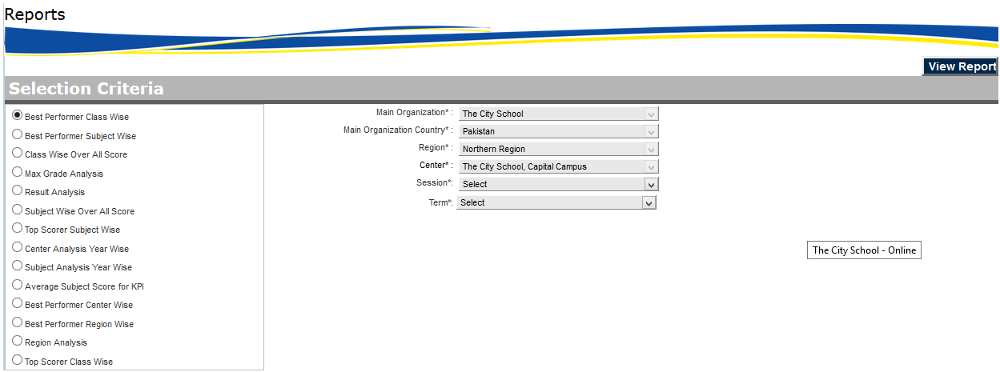 Reports
View Report
Selection Criteria
Best Performer Class Wise
Best Performer Subject Wise
Class Wise Over All Score
Max Grade Analysis
Result Analysis
Subject Wise Over All Score
Top Scorer Subject Wise
Center Analysis Year Wise
Subject Analysis Year Wise
Average Subject Score for KPI
Best Performer Center Wise
Best Performer Region Wise
Region Analysis
Top Scorer Class Wise
Main Organization* : The City School
Main Organization Country* : Pakistan
Region* : Northern Region
Center* : The City School, Capital Campus
Session*: Select
Term*: Select
The City School - Online